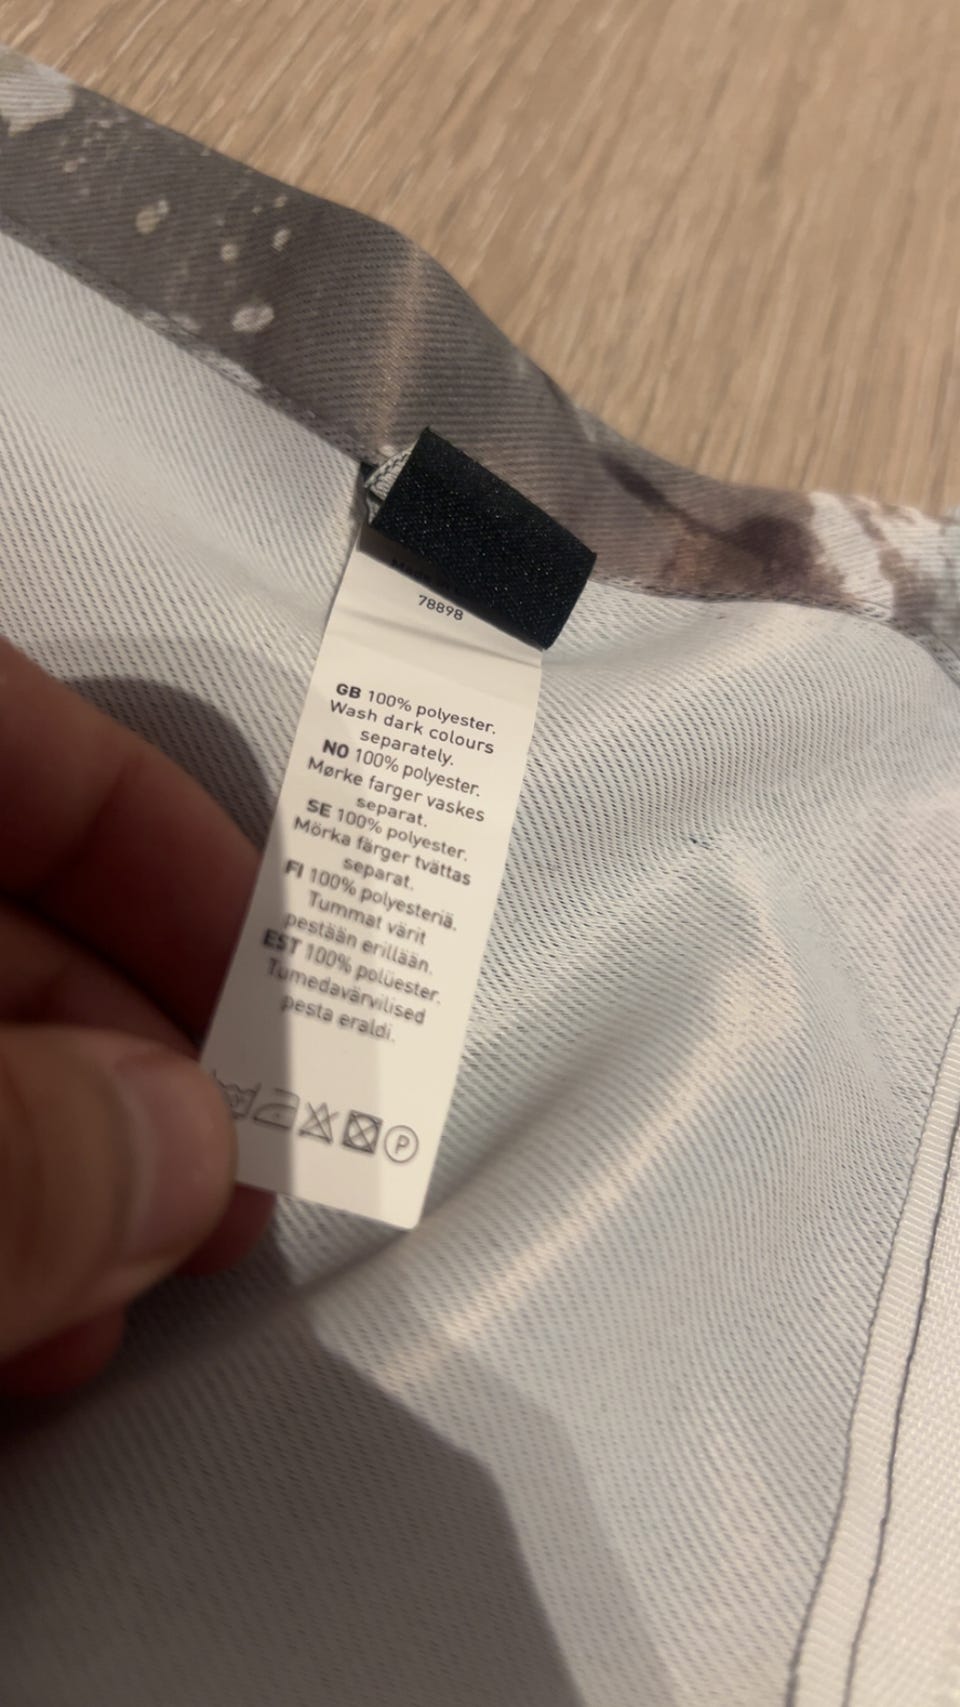 78898
GB 100% polyester.
Wash dark colours
separately.
NO 100% polyester.
Mørke farger vaskes
separat.
SE 100% polyester.
Mörka färger tvättas
separat.
FI 100% polyesteriä.
Tummat värit
pestään erillään.
EST 100% polüester.
Tumedavärvilised
pesta eraldi.
P